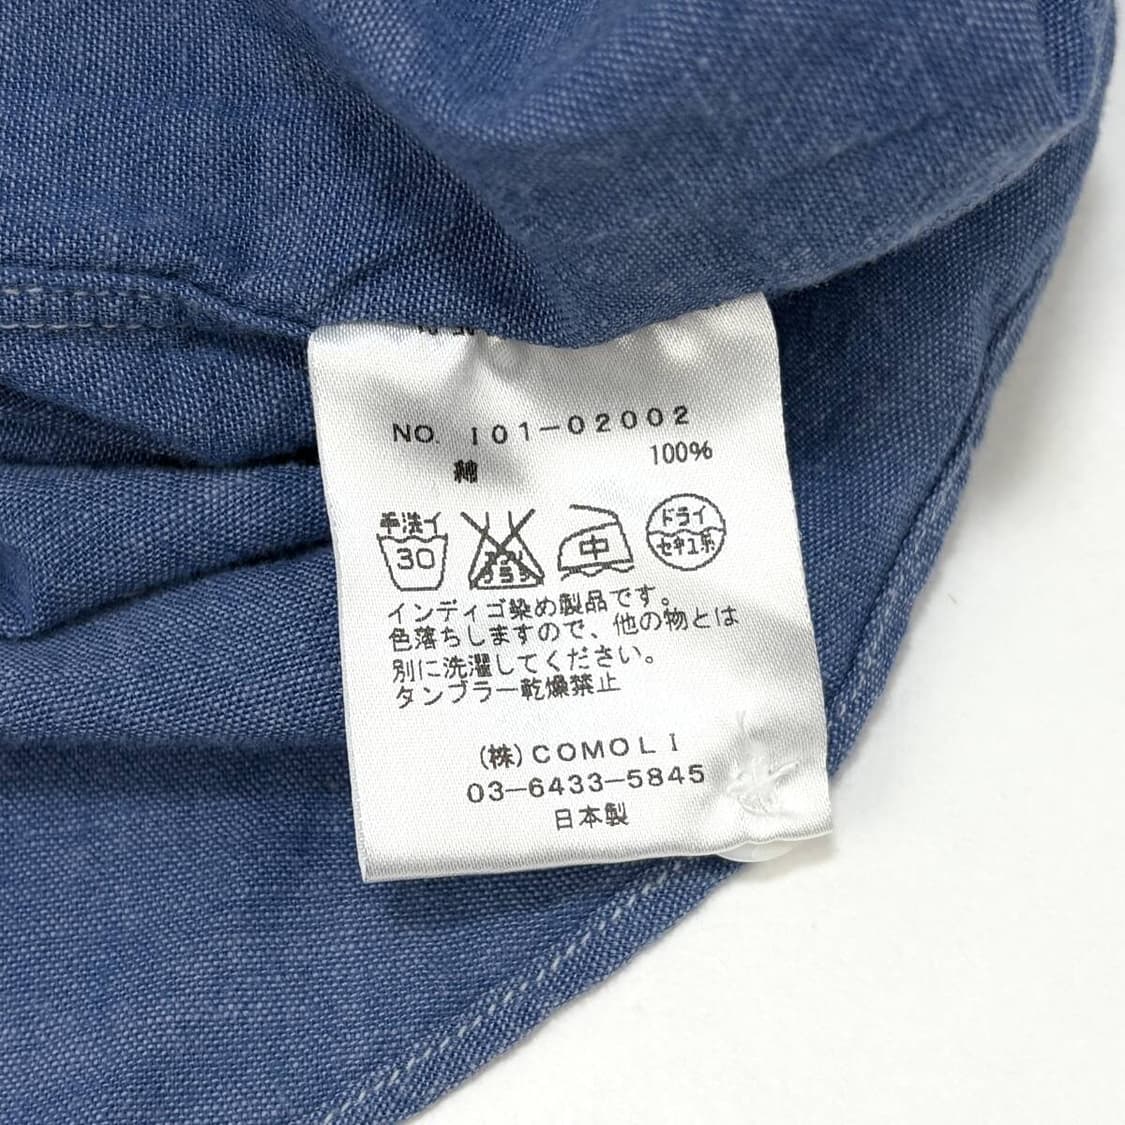 NO. I01-02002
綿 100%
手洗イ
30
中
ドライ
セキユ系
インディゴ染め製品です。
色落ちしますので、他の物とは
別に洗濯してください。
タンブラー乾燥禁止
(株)COMOLI
03-6433-5845
日本製